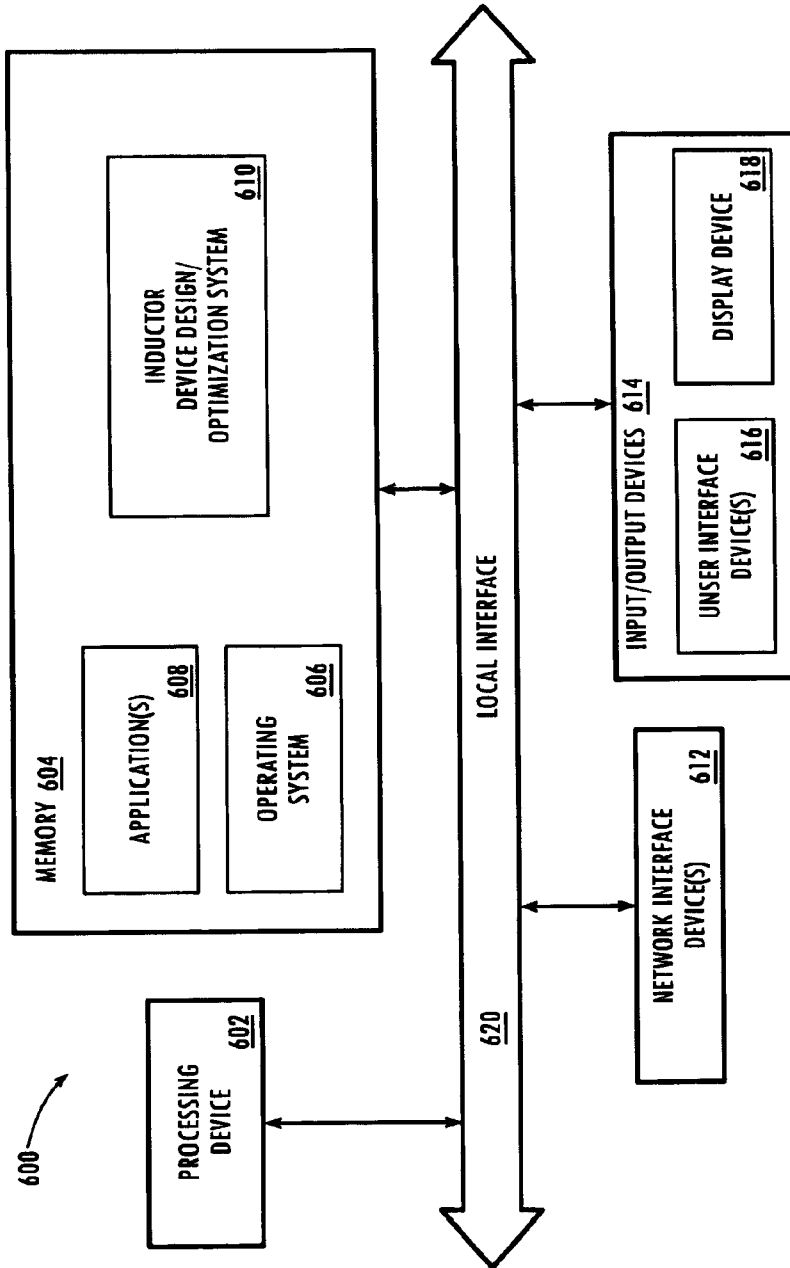 600
PROCESSING
DEVICE
602
MEMORY 604
APPLICATION(S)
608
OPERATING
SYSTEM
606
INDUCTOR
DEVICE DESIGN/
OPTIMIZATION SYSTEM
610
620
LOCAL INTERFACE
NETWORK INTERFACE
DEVICE(S)
612
INPUT/OUTPUT DEVICES 614
UNSER INTERFACE
DEVICE(S)
616
DISPLAY DEVICE
618